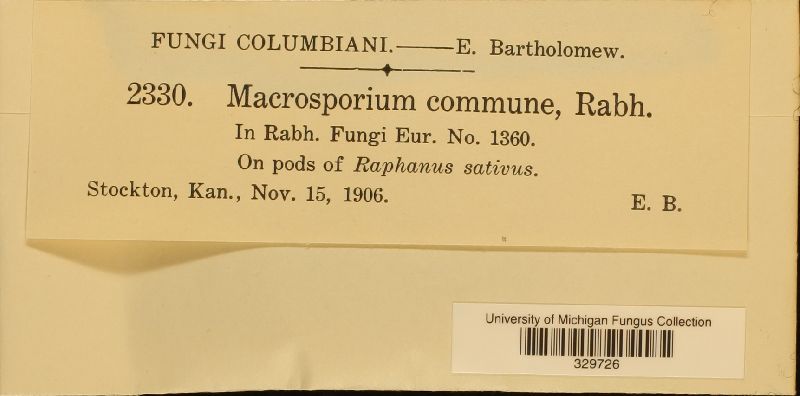 FUNGI COLUMBIANI.——E. Bartholomew.
2330. Macrosporium commune, Rabh.
In Rabh. Fungi Eur. No. 1360.
On pods of Raphanus sativus.
Stockton, Kan., Nov. 15, 1906. E. B.
University of Michigan Fungus Collection
329726